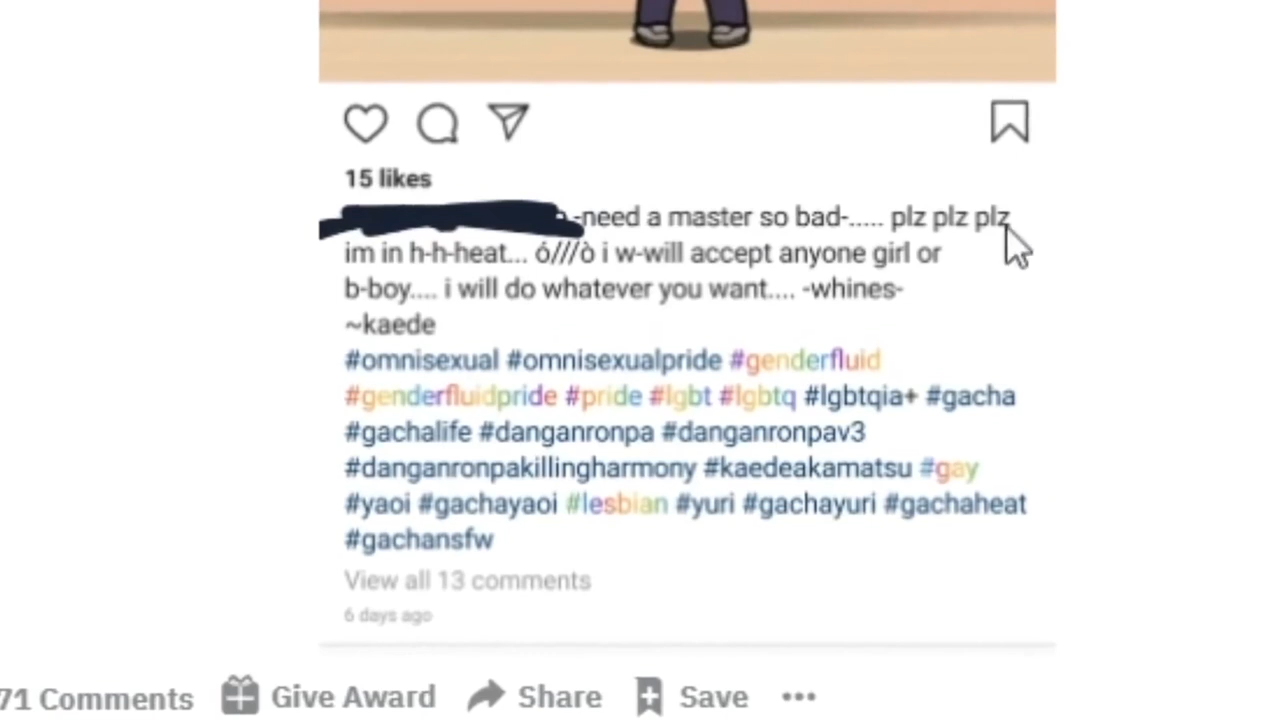 15 likes
-need a master so bad-..... plz plz plz
im in h-h-heat... ó///ò i w-will accept anyone girl or
b-boy.... i will do whatever you want.... -whines-
~kaede
#omnisexual #omnisexualpride #genderfluid
#genderfluidpride #pride #lgbt #lgbtq #lgbtqia+ #gacha
#gachalife #danganronpa #danganronpav3
#danganronpakillingharmony #kaedeakamatsu #gay
#yaoi #gachayaoi #lesbian #yuri #gachayuri #gachaheat
#gachansfw
View all 13 comments
6 days ago
71 Comments Give Award Share Save